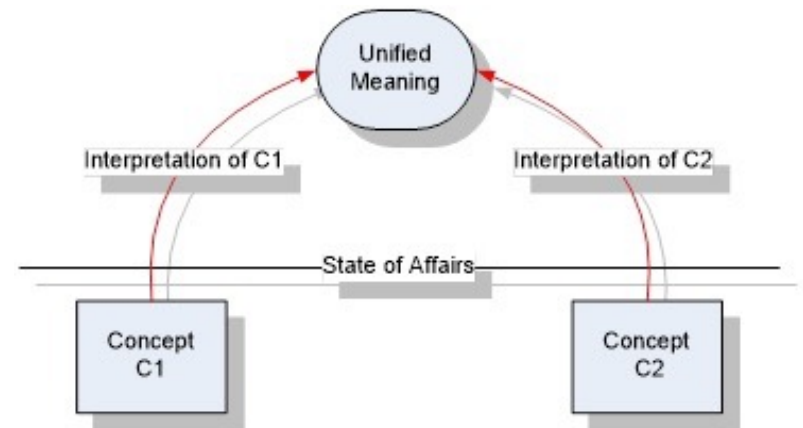 Unified
Meaning
Interpretation of C1
Interpretation of C2
State of Affairs
Concept
C1
Concept
C2